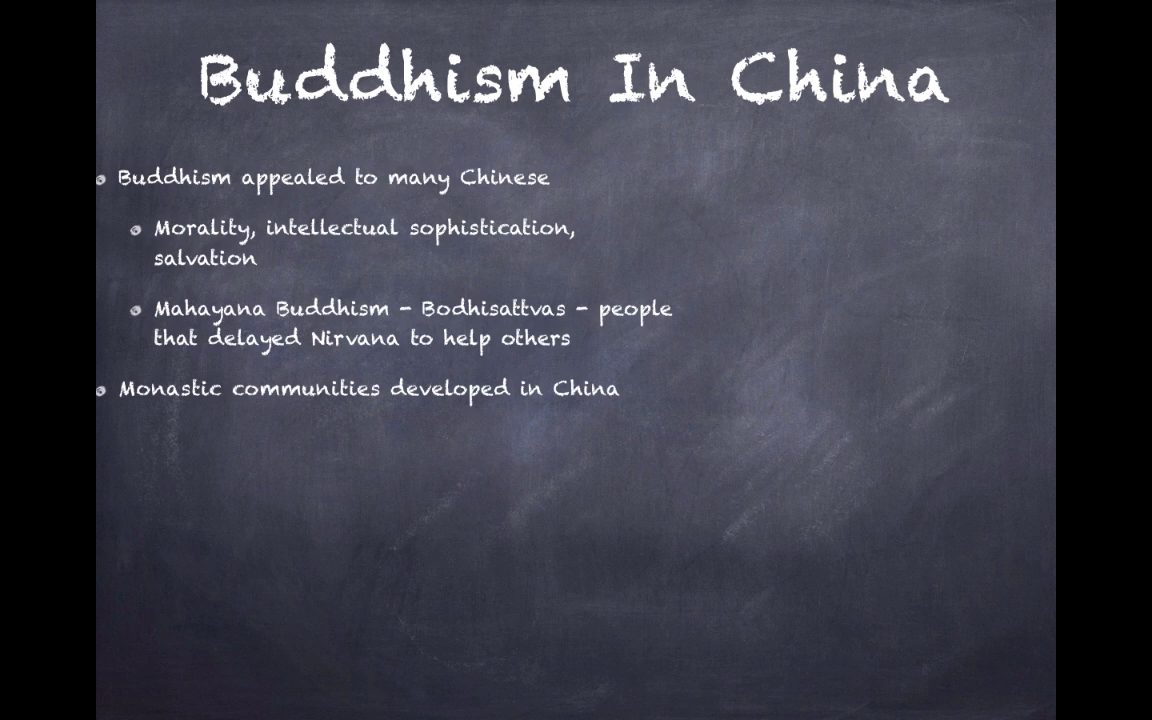 Buddhism In China
Buddhism appealed to many Chinese
Morality, intellectual sophistication,
salvation
Mahayana Buddhism - Bodhisattvas - people
that delayed Nirvana to help others
Monastic communities developed in China